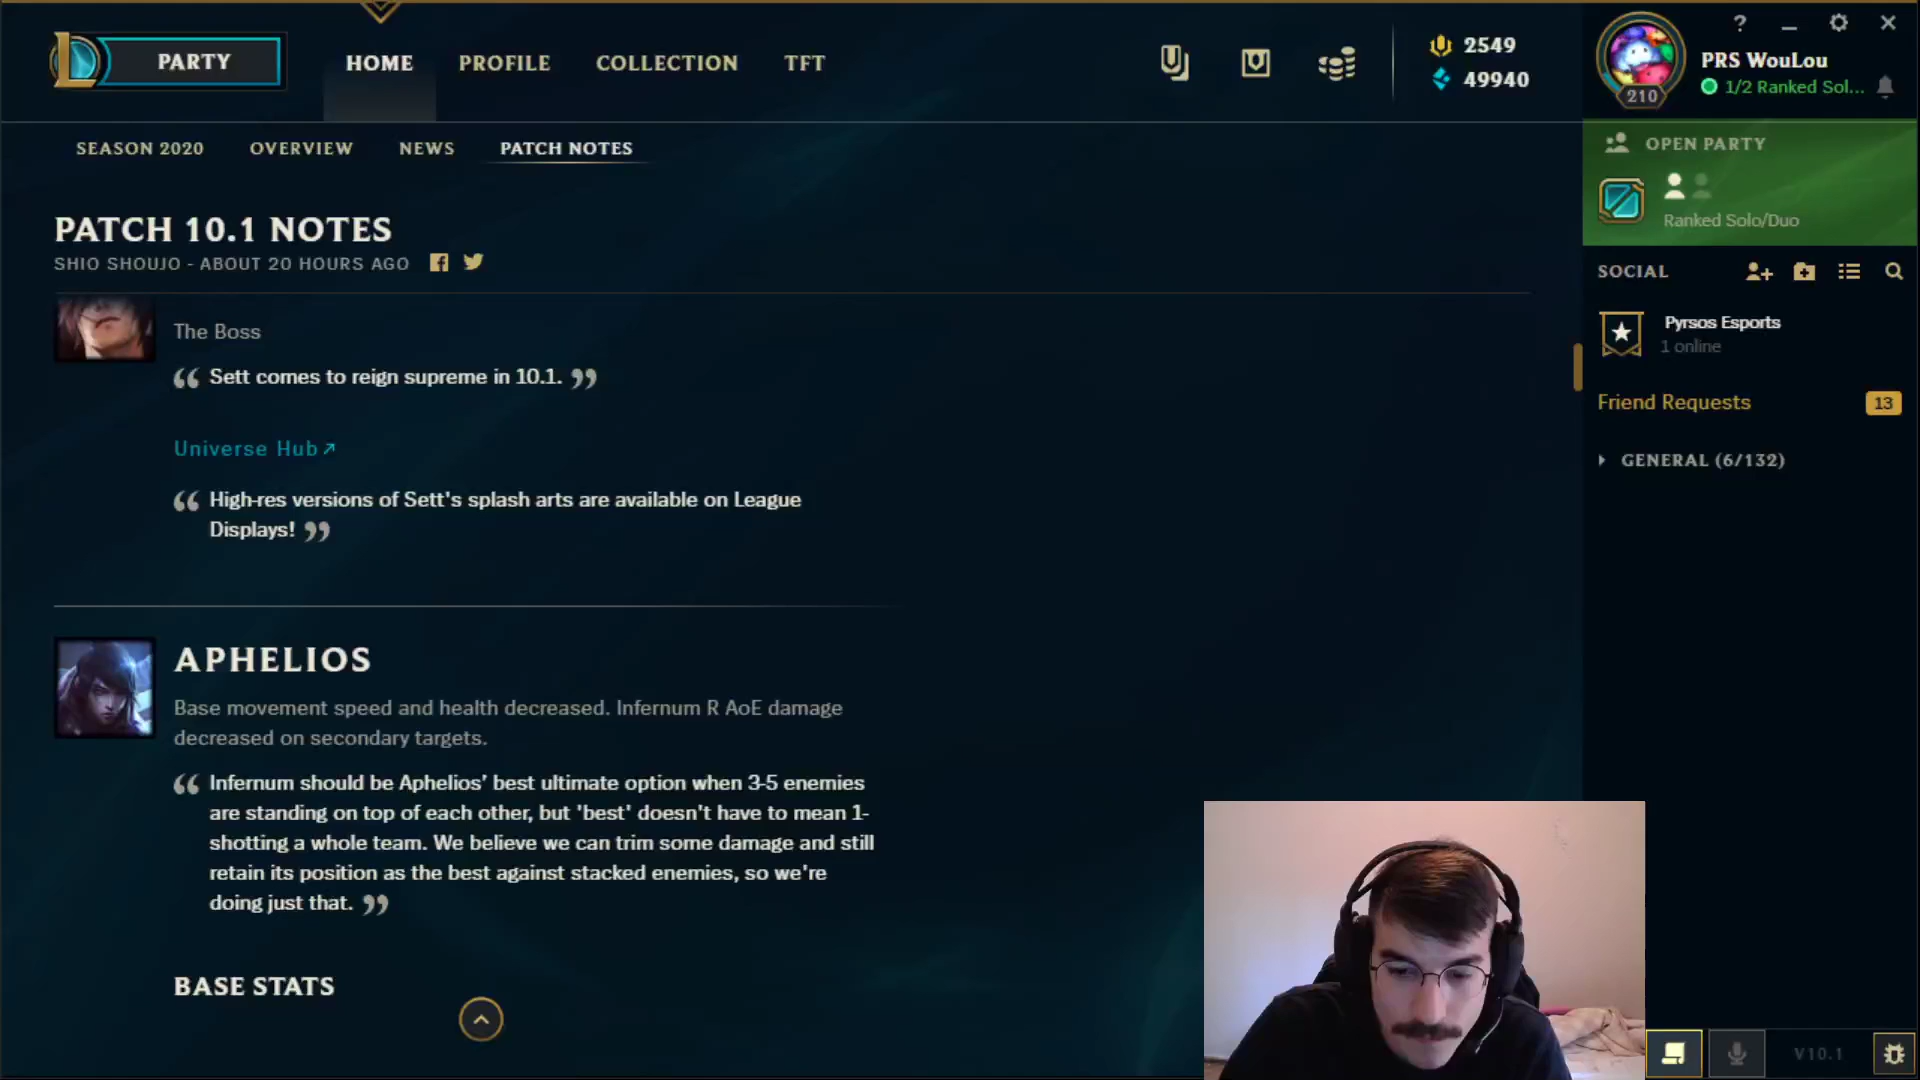 PARTY
HOME
PROFILE
COLLECTION
TFT
2549
49940
?
PRS WouLou
1/2 Ranked Sol...
210
SEASON 2020
OVERVIEW
NEWS
PATCH NOTES
OPEN PARTY
Ranked Solo/Duo
PATCH 10.1 NOTES
SHIO SHOUJO - ABOUT 20 HOURS AGO
SOCIAL
Pyrsos Esports
1 online
Friend Requests
13
GENERAL (6/132)
The Boss
“ Sett comes to reign supreme in 10.1. ”
Universe Hub
“ High-res versions of Sett's splash arts are available on League
Displays! ”
APHELIOS
Base movement speed and health decreased. Infernum R AoE damage
decreased on secondary targets.
“ Infernum should be Aphelios’ best ultimate option when 3-5 enemies
are standing on top of each other, but 'best' doesn't have to mean 1-
shotting a whole team. We believe we can trim some damage and still
retain its position as the best against stacked enemies, so we're
doing just that. ”
BASE STATS
V10.1